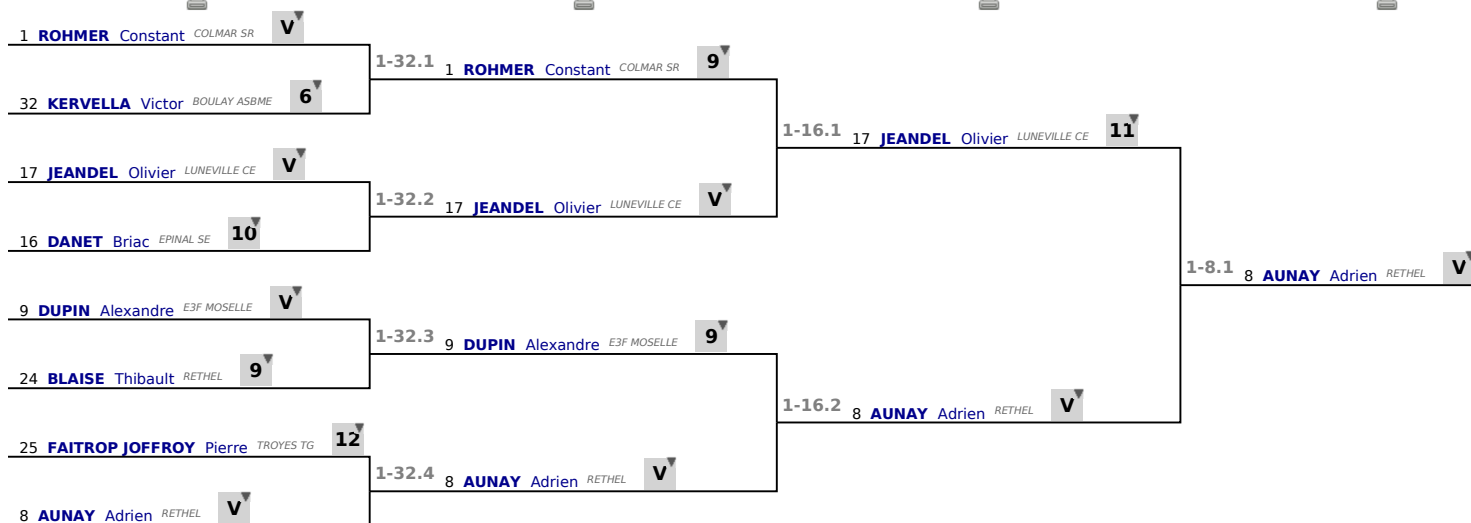 1 ROHMER Constant COLMAR SR V
32 KERVELLA Victor BOULAY ASBME 6
17 JEANDEL Olivier LUNEVILLE CE V
16 DANET Briac EPINAL SE 10
9 DUPIN Alexandre E3F MOSELLE V
24 BLAISE Thibault RETHEL 9
25 FAITROP JOFFROY Pierre TROYES TG 12
8 AUNAY Adrien RETHEL V
1-32.1 1 ROHMER Constant COLMAR SR 9
1-32.2 17 JEANDEL Olivier LUNEVILLE CE V
1-32.3 9 DUPIN Alexandre E3F MOSELLE 9
1-32.4 8 AUNAY Adrien RETHEL V
1-16.1 17 JEANDEL Olivier LUNEVILLE CE 11
1-16.2 8 AUNAY Adrien RETHEL V
1-8.1 8 AUNAY Adrien RETHEL V